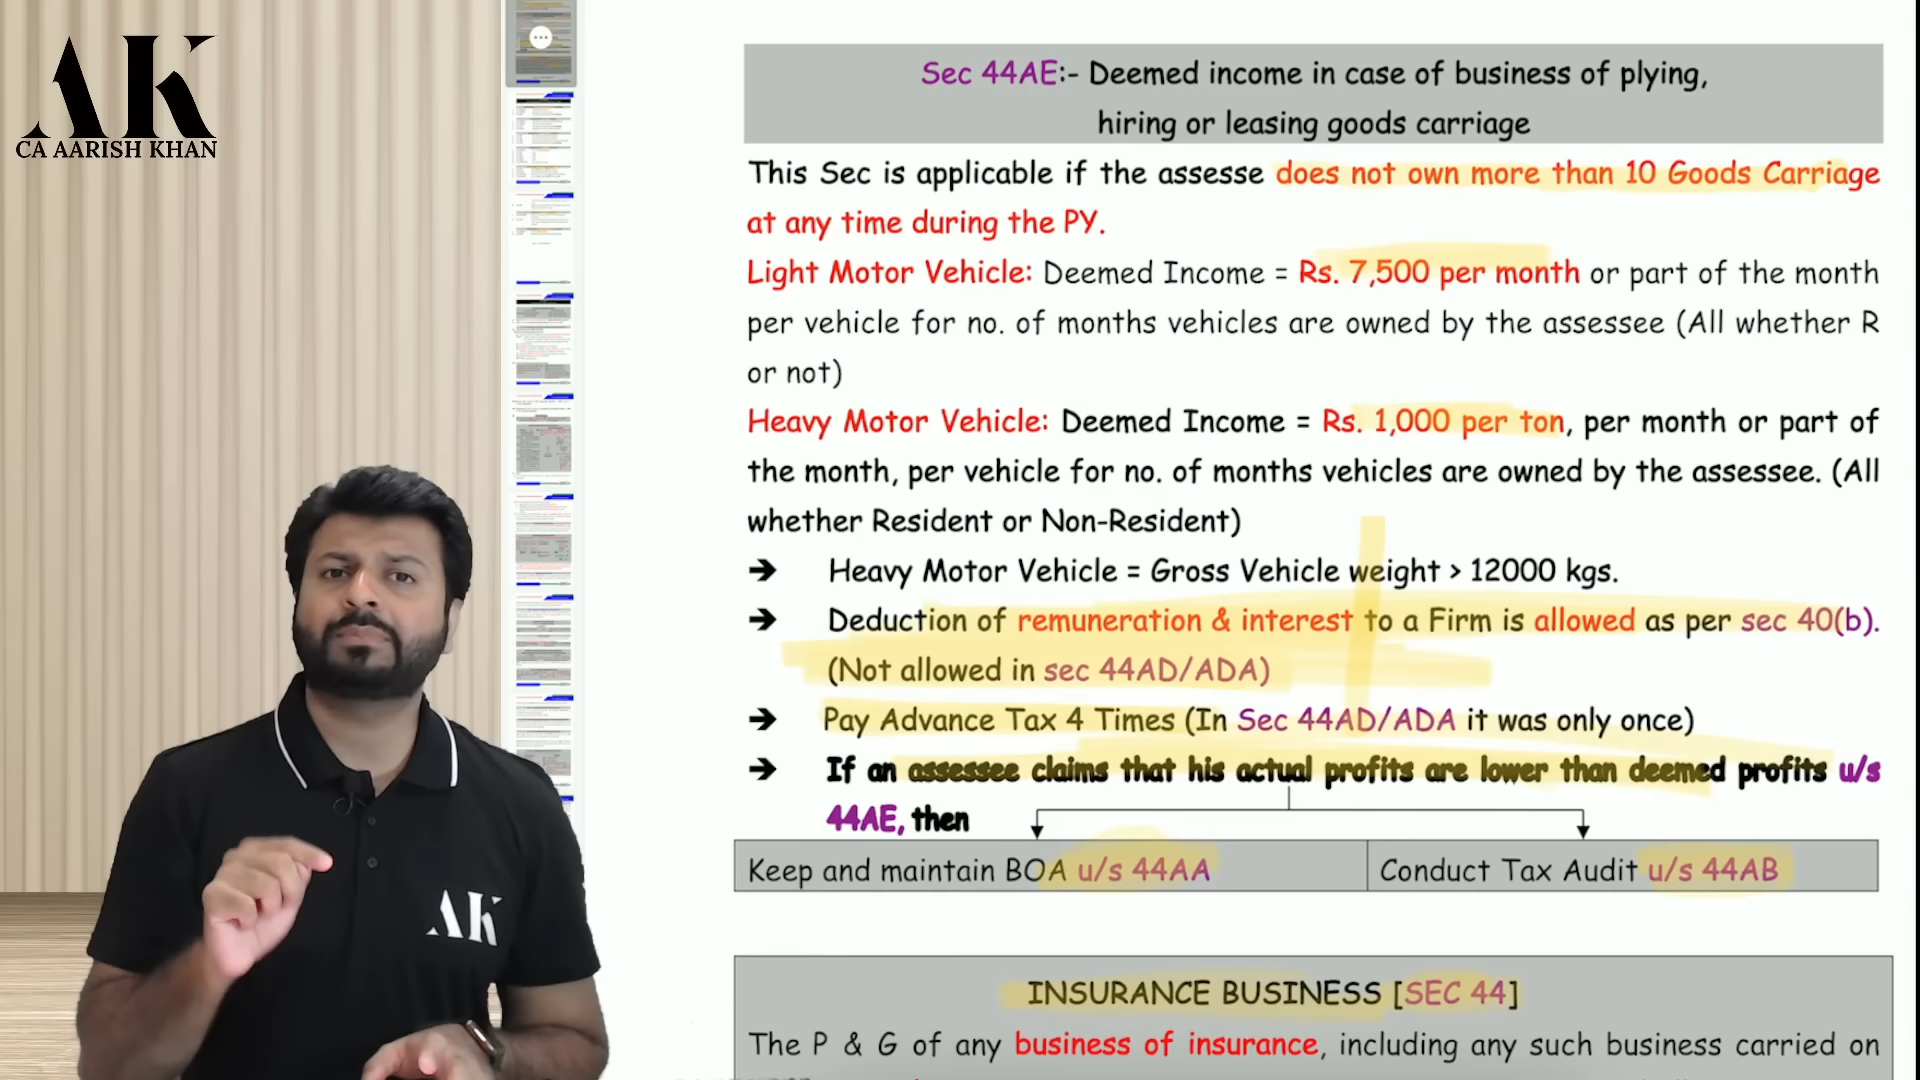 AK
CA AARISH KHAN
Sec 44AE:- Deemed income in case of business of plying,
hiring or leasing goods carriage
This Sec is applicable if the assesse does not own more than 10 Goods Carriage
at any time during the PY.
Light Motor Vehicle: Deemed Income = Rs. 7,500 per month or part of the month
per vehicle for no. of months vehicles are owned by the assessee (All whether R
or not)
Heavy Motor Vehicle: Deemed Income = Rs. 1,000 per ton, per month or part of
the month, per vehicle for no. of months vehicles are owned by the assessee. (All
whether Resident or Non-Resident)
➔ Heavy Motor Vehicle = Gross Vehicle weight > 12000 kgs.
➔ Deduction of remuneration & interest to a Firm is allowed as per sec 40(b).
(Not allowed in sec 44AD/ADA)
➔ Pay Advance Tax 4 Times (In Sec 44AD/ADA it was only once)
➔ If an assessee claims that his actual profits are lower than deemed profits u/s
44AE, then
Keep and maintain BOA u/s 44AA
Conduct Tax Audit u/s 44AB
INSURANCE BUSINESS [SEC 44]
The P & G of any business of insurance, including any such business carried on
AK